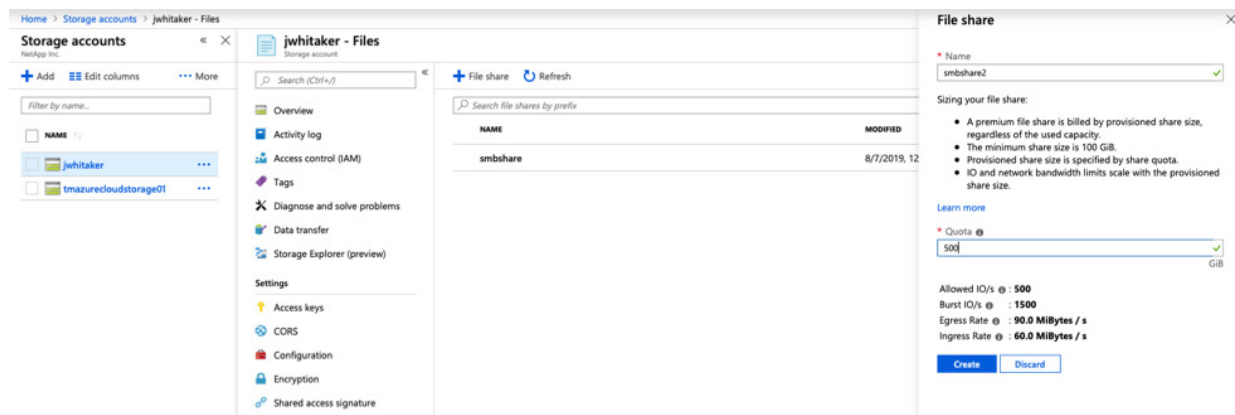 Home > Storage accounts > jwhitaker - Files
Storage accounts
NetApp Inc.
Add Edit columns ··· More
Filter by name...
NAME
jwhitaker ···
tmazurecloudstorage01 ···
jwhitaker - Files
Storage account
Search (Ctrl+/)
Overview
Activity log
Access control (IAM)
Tags
Diagnose and solve problems
Data transfer
Storage Explorer (preview)
Settings
Access keys
CORS
Configuration
Encryption
Shared access signature
File share Refresh
Search file shares by prefix
NAME MODIFIED
smbshare 8/7/2019, 12
File share
* Name
smbshare2
Sizing your file share:
• A premium file share is billed by provisioned share size,
regardless of the used capacity.
• The minimum share size is 100 GiB.
• Provisioned share size is specified by share quota.
• IO and network bandwidth limits scale with the provisioned
share size.
Learn more
* Quota
500
GiB
Allowed IO/s : 500
Burst IO/s : 1500
Egress Rate : 90.0 MiBytes / s
Ingress Rate : 60.0 MiBytes / s
Create Discard